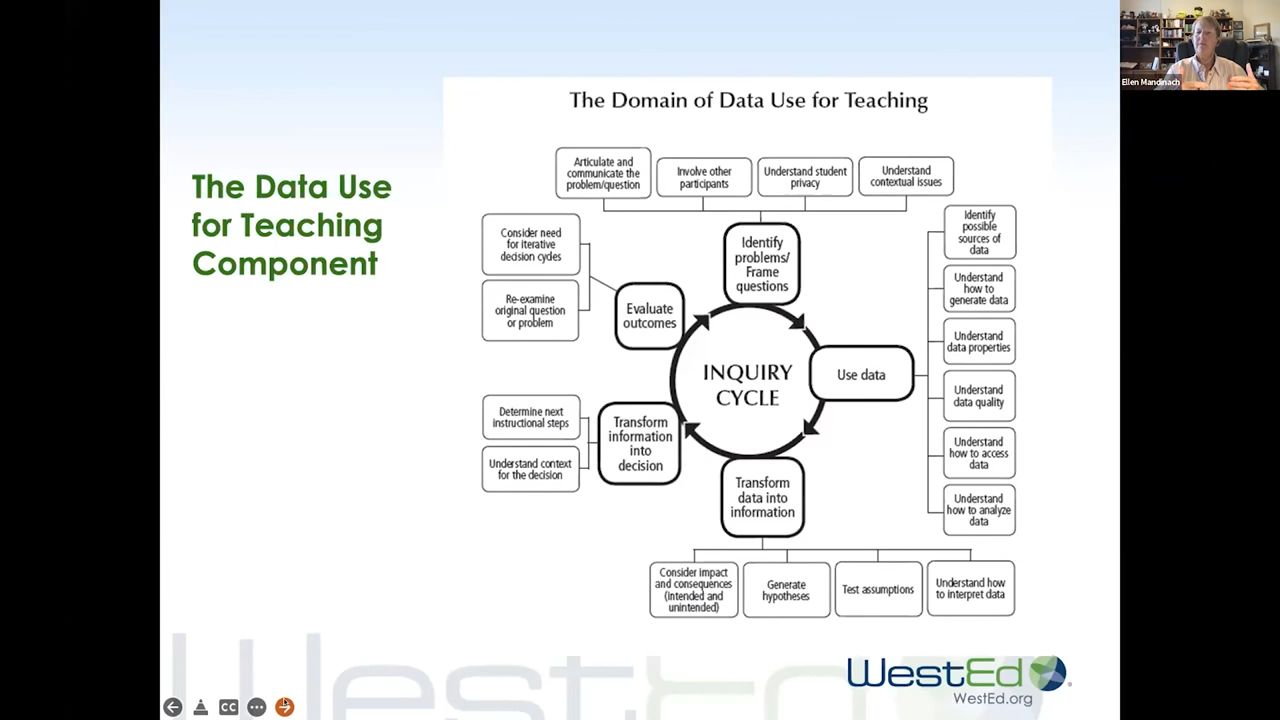 The Domain of Data Use for Teaching
The Data Use
for Teaching
Component
Articulate and
communicate the
problem/question
Involve other
participants
Understand student
privacy
Understand
contextual issues
Identify
problems/
Frame
questions
Consider need
for iterative
decision cycles
Re-examine
original question
or problem
Evaluate
outcomes
INQUIRY
CYCLE
Use data
Identify
possible
sources of
data
Understand
how to
generate data
Understand
data properties
Understand
data quality
Understand
how to access
data
Understand
how to analyze
data
Determine next
instructional steps
Understand context
for the decision
Transform
information
into
decision
Transform
data into
information
Consider impact
and consequences
(intended and
unintended)
Generate
hypotheses
Test assumptions
Understand how
to interpret data
WestEd
WestEd.org
CC
Ellen Mandinach
WestEd